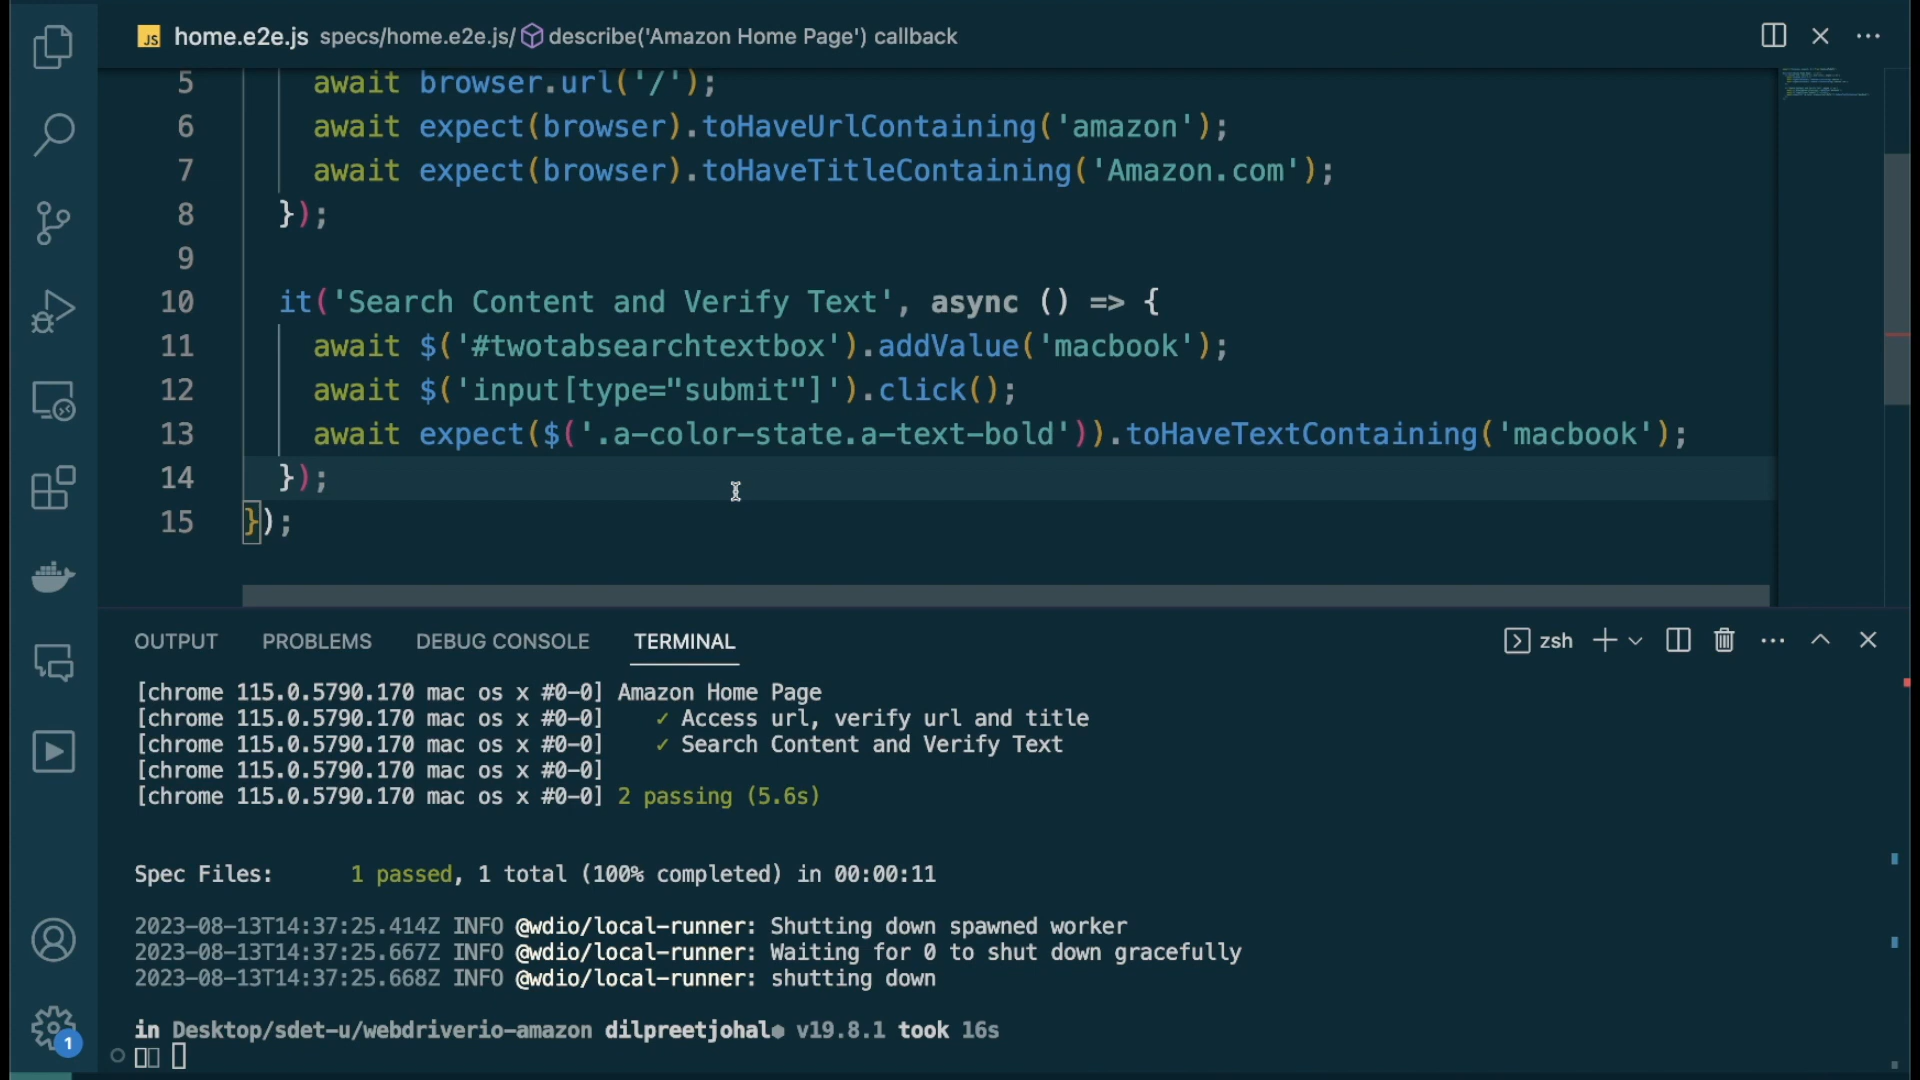 JS home.e2e.js specs/home.e2e.js/ describe('Amazon Home Page') callback
5 await browser.url('/');
6 await expect(browser).toHaveUrlContaining('amazon');
7 await expect(browser).toHaveTitleContaining('Amazon.com');
8 });
9
10 it('Search Content and Verify Text', async () => {
11 await $('#twotabsearchtextbox').addValue('macbook');
12 await $('input[type="submit"]').click();
13 await expect($('.a-color-state.a-text-bold')).toHaveTextContaining('macbook');
14 });
15 });
OUTPUT PROBLEMS DEBUG CONSOLE TERMINAL zsh
[chrome 115.0.5790.170 mac os x #0-0] Amazon Home Page
[chrome 115.0.5790.170 mac os x #0-0] ✓ Access url, verify url and title
[chrome 115.0.5790.170 mac os x #0-0] ✓ Search Content and Verify Text
[chrome 115.0.5790.170 mac os x #0-0]
[chrome 115.0.5790.170 mac os x #0-0] 2 passing (5.6s)
Spec Files: 1 passed, 1 total (100% completed) in 00:00:11
2023-08-13T14:37:25.414Z INFO @wdio/local-runner: Shutting down spawned worker
2023-08-13T14:37:25.667Z INFO @wdio/local-runner: Waiting for 0 to shut down gracefully
2023-08-13T14:37:25.668Z INFO @wdio/local-runner: shutting down
in Desktop/sdet-u/webdriverio-amazon dilpreetjohal● v19.8.1 took 16s
1